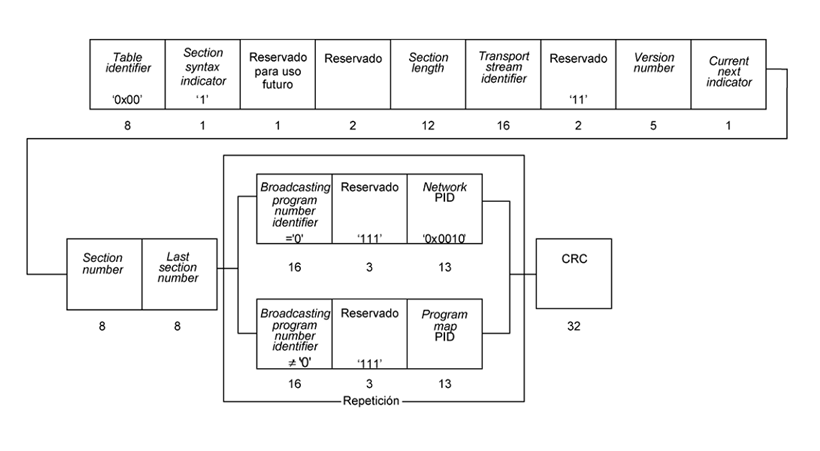 Table
identifier
'0x00'
Section
syntax
indicator
'1'
Reservado
para uso
futuro
Reservado
Section
length
Transport
stream
identifier
Reservado
'11'
Version
number
Current
next
indicator
8
1
1
2
12
16
2
5
1
Section
number
Last
section
number
Broadcasting
program
number
identifier
='0'
Reservado
'111'
Network
PID
'0x0010'
16
3
13
CRC
8
8
32
Broadcasting
program
number
identifier
≠ '0'
Reservado
'111'
Program
map
PID
16
3
13
Repetición